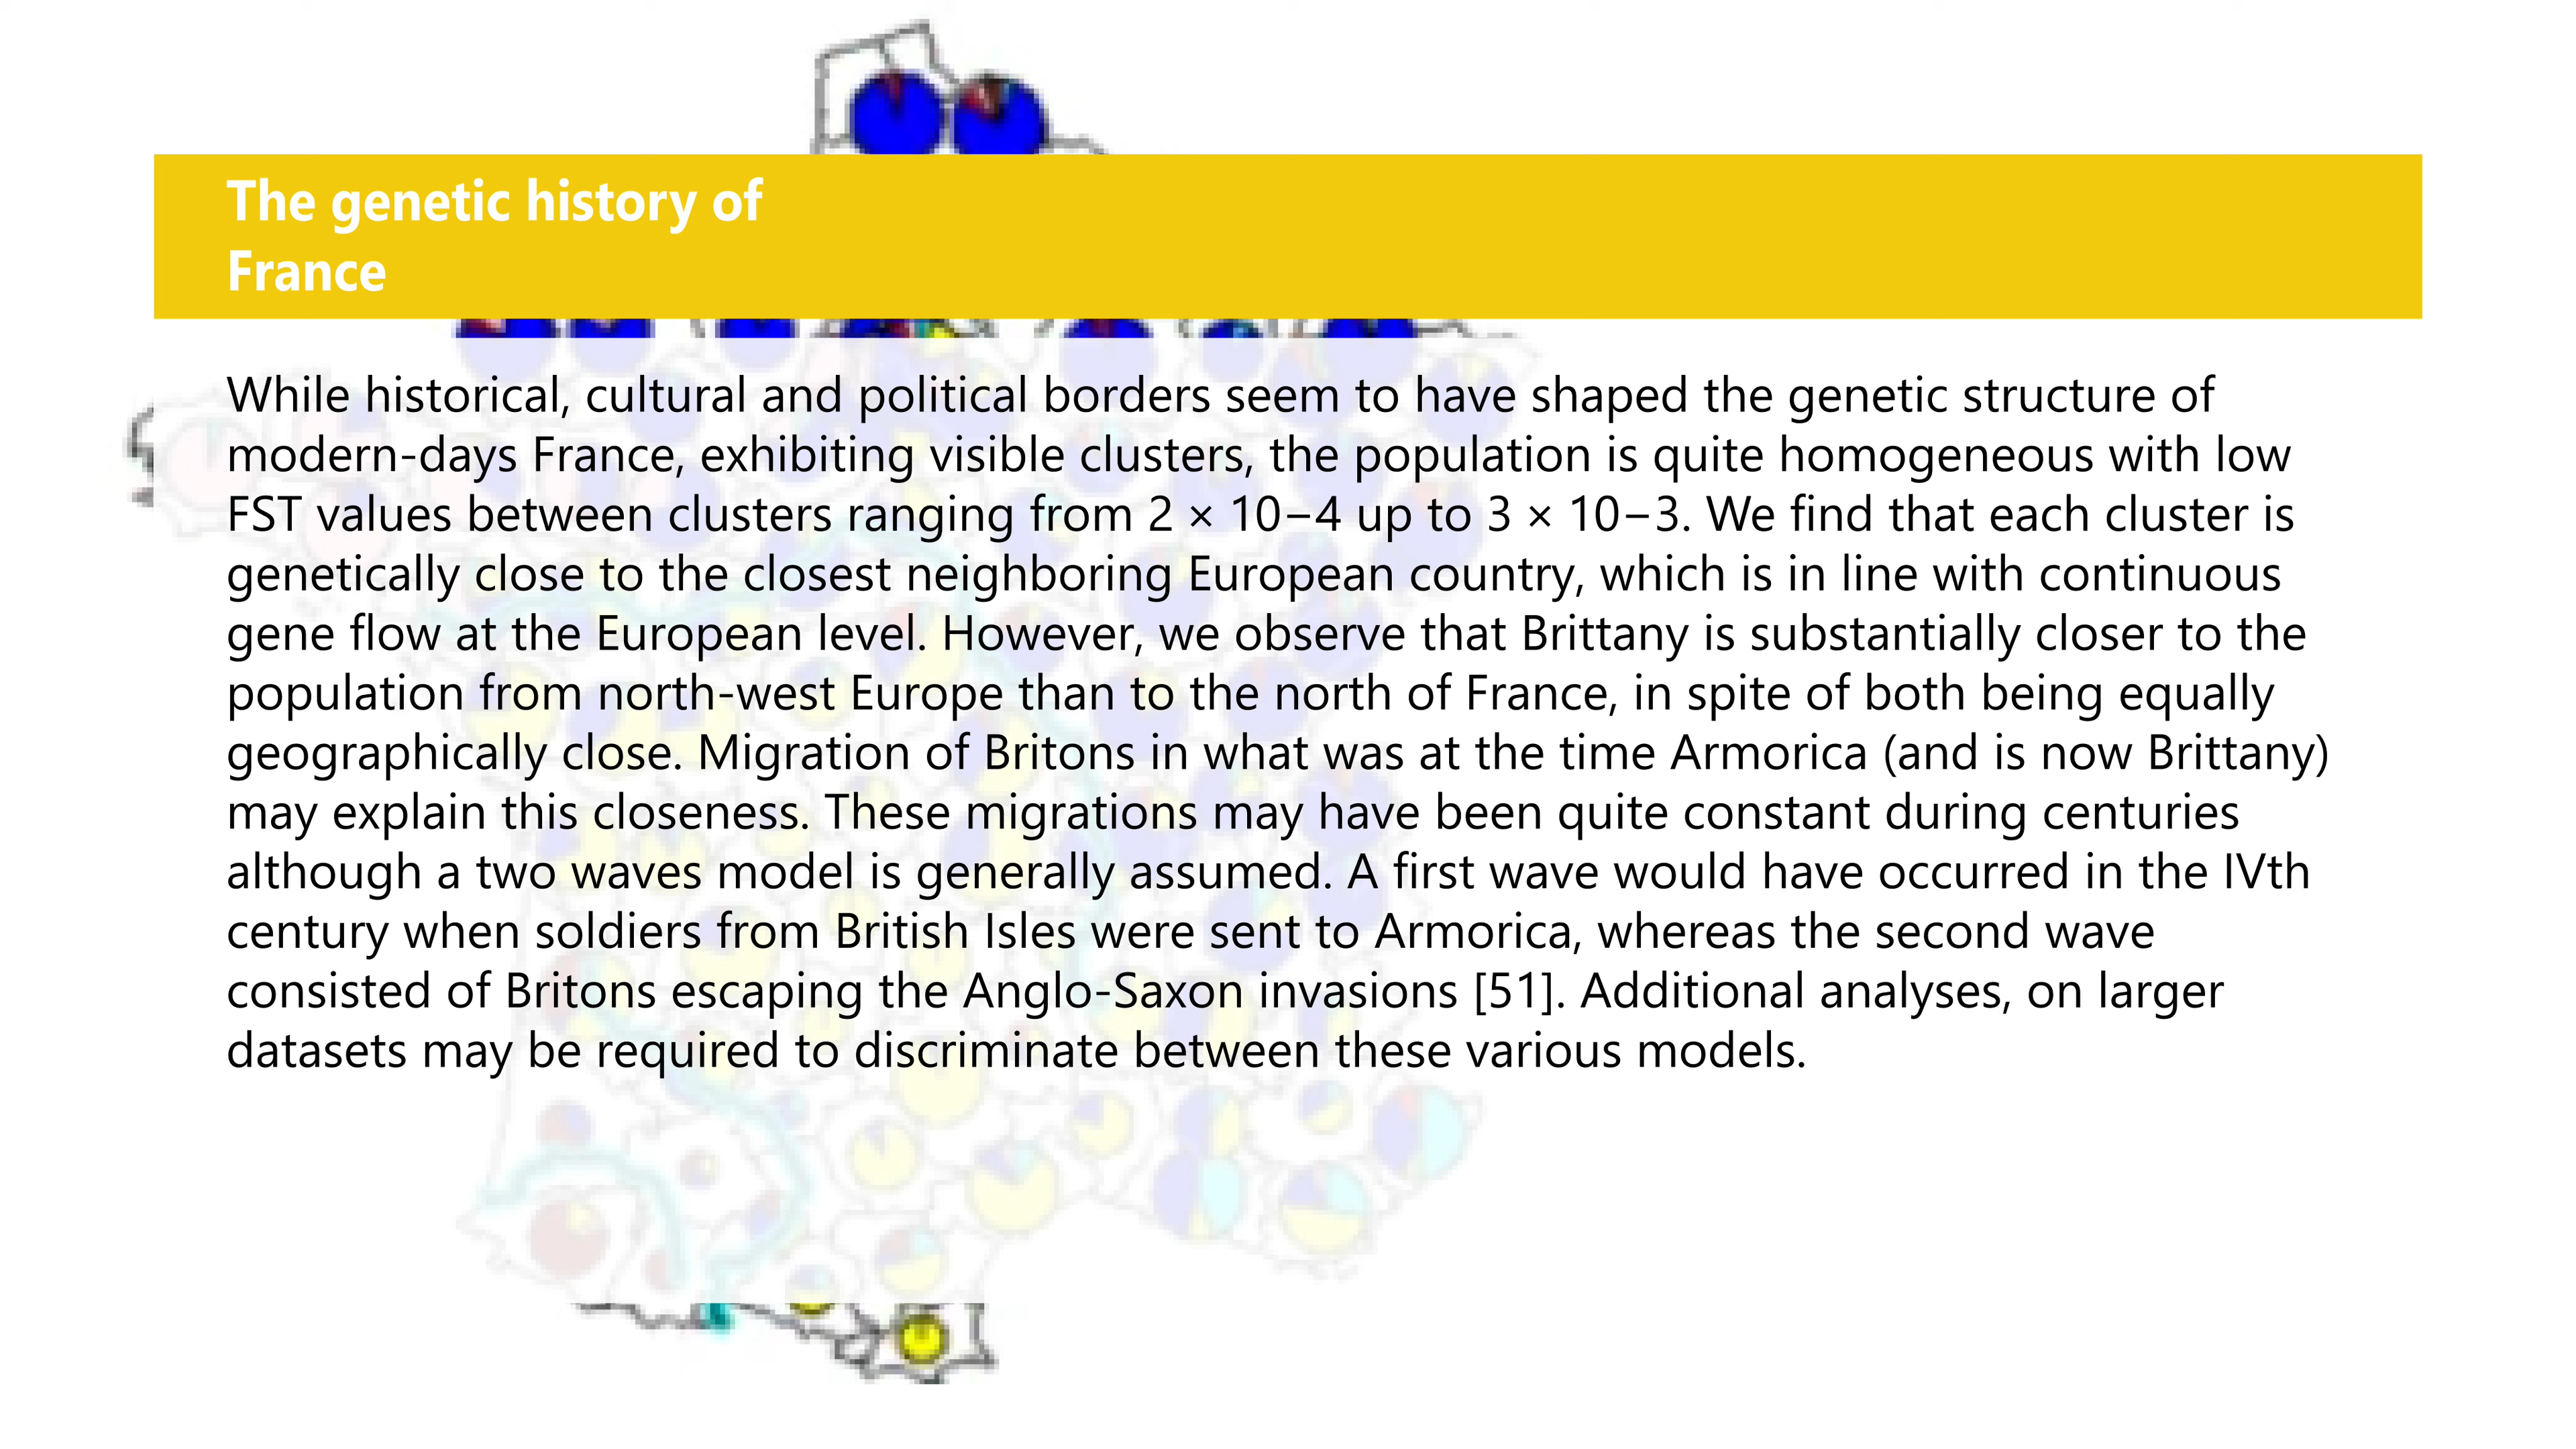 The genetic history of
France
While historical, cultural and political borders seem to have shaped the genetic structure of
modern-days France, exhibiting visible clusters, the population is quite homogeneous with low
FST values between clusters ranging from 2 × 10−4 up to 3 × 10−3. We find that each cluster is
genetically close to the closest neighboring European country, which is in line with continuous
gene flow at the European level. However, we observe that Brittany is substantially closer to the
population from north-west Europe than to the north of France, in spite of both being equally
geographically close. Migration of Britons in what was at the time Armorica (and is now Brittany)
may explain this closeness. These migrations may have been quite constant during centuries
although a two waves model is generally assumed. A first wave would have occurred in the IVth
century when soldiers from British Isles were sent to Armorica, whereas the second wave
consisted of Britons escaping the Anglo-Saxon invasions [51]. Additional analyses, on larger
datasets may be required to discriminate between these various models.